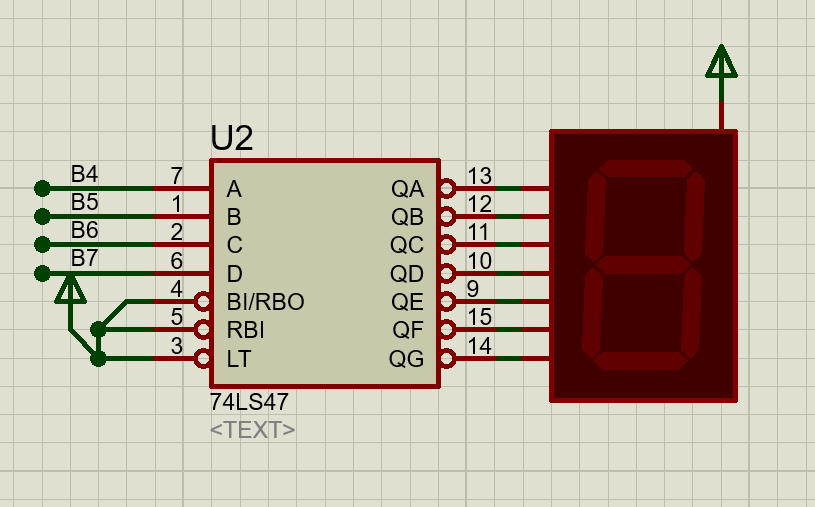 U2
B4 7 A QA 13
B5 1 B QB 12
B6 2 C QC 11
B7 6 D QD 10
4 BI/RBO QE 9
5 RBI QF 15
3 LT QG 14
74LS47
<TEXT>